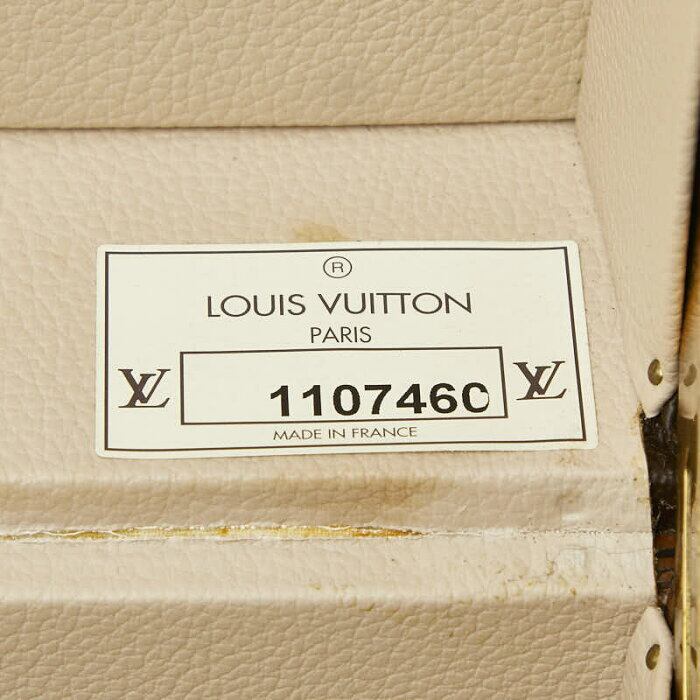 ®
LOUIS VUITTON
PARIS
LV LV
1107460
MADE IN FRANCE